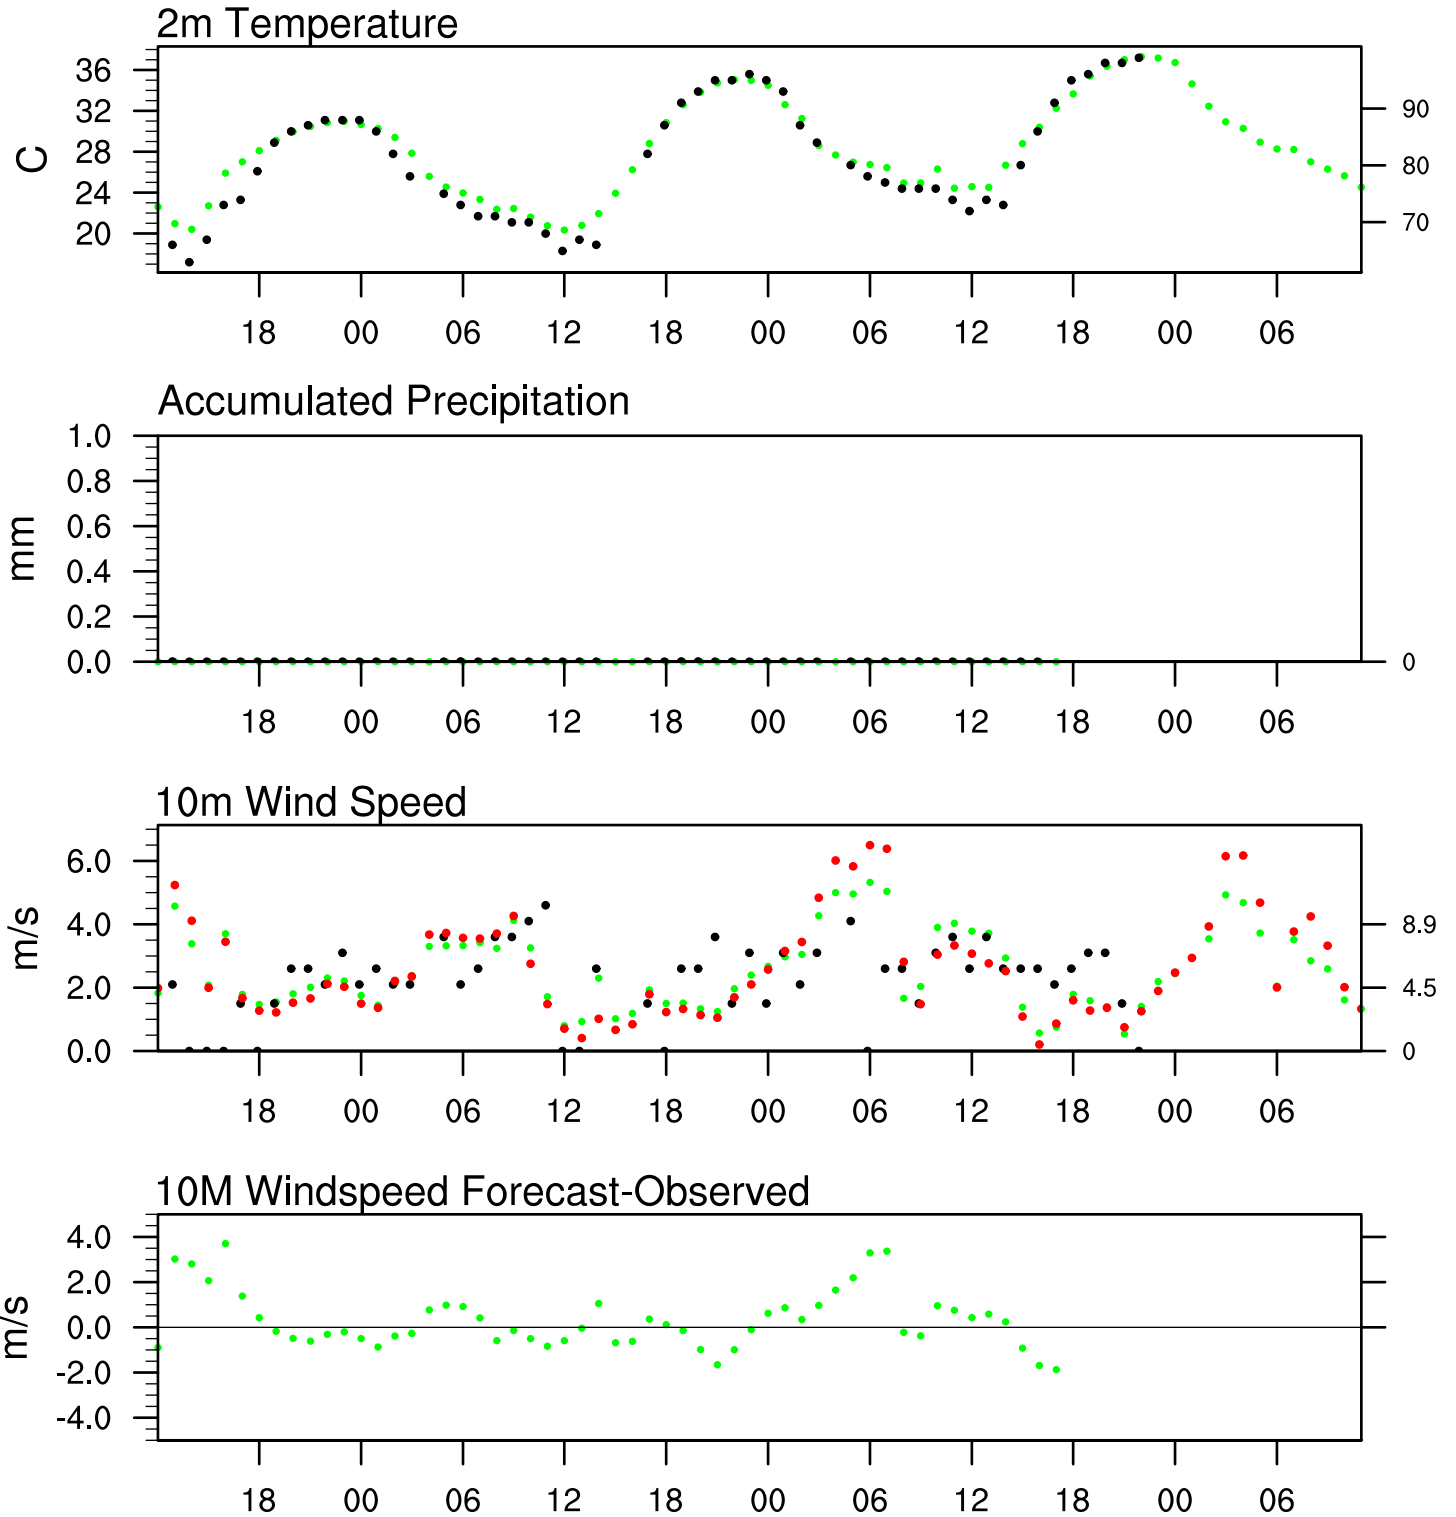 2m Temperature
36
32
28
24
20
C
90
80
70
18 00 06 12 18 00 06 12 18 00 06
Accumulated Precipitation
1.0
0.8
0.6
0.4
0.2
0.0
mm
0
18 00 06 12 18 00 06 12 18 00 06
10m Wind Speed
6.0
4.0
2.0
0.0
m/s
8.9
4.5
0
18 00 06 12 18 00 06 12 18 00 06
10M Windspeed Forecast-Observed
4.0
2.0
0.0
-2.0
-4.0
m/s
18 00 06 12 18 00 06 12 18 00 06